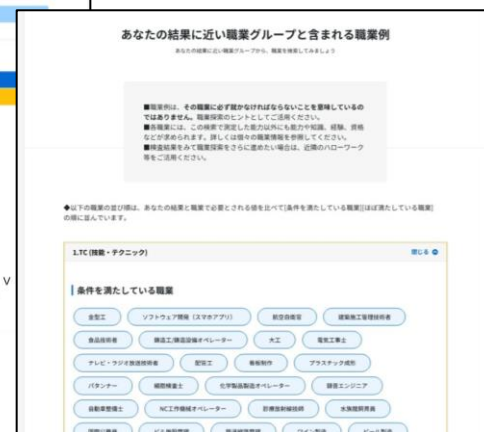 あなたの結果に近い職業グループと含まれる職業例
あなたの結果に近い職業グループから、職業を検索してみましょう
■職業例は、その職業に必ず就かなければならないことを意味しているの
ではありません。職業探索のヒントとしてご活用ください。
■各職業には、この検査で測定した能力以外にも能力や知識、経験、資格
などが求められます。詳しくは個々の職業情報を参照してください。
■検査結果をみて職業探索をさらに進めたい場合は、近隣のハローワーク
等をご活用ください。
◆以下の職業の並び順は、あなたの結果と職業で必要とされる値を比べて[条件を満たしている職業][ほぼ満たしている職業]
の順に並んでいます。
1.TC (技能・テクニック) 閉じる
条件を満たしている職業
金型工 ソフトウェア開発（スマホアプリ） 航空自衛官 建築施工管理技術者
食品技術者 鋳造工/鋳造設備オペレーター 大工 電気工事士
テレビ・ラジオ放送技術者 配管工 看板制作 プラスチック成形
パタンナー 細胞検査士 化学製品製造オペレーター 録音エンジニア
自動車整備士 NC工作機械オペレーター 診療放射線技師 水族館飼育員
ワイン製造 ビール製造